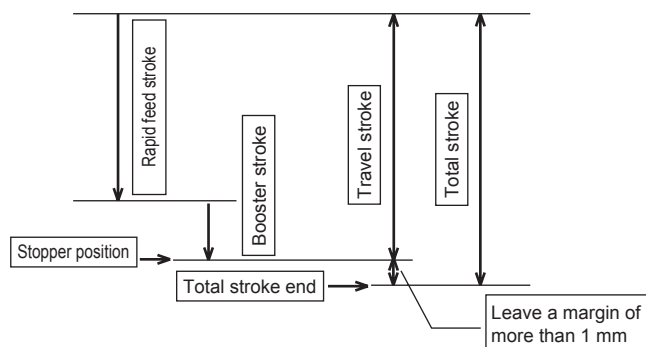 Rapid feed stroke
Booster stroke
Travel stroke
Total stroke
Stopper position
Total stroke end
Leave a margin of
more than 1 mm